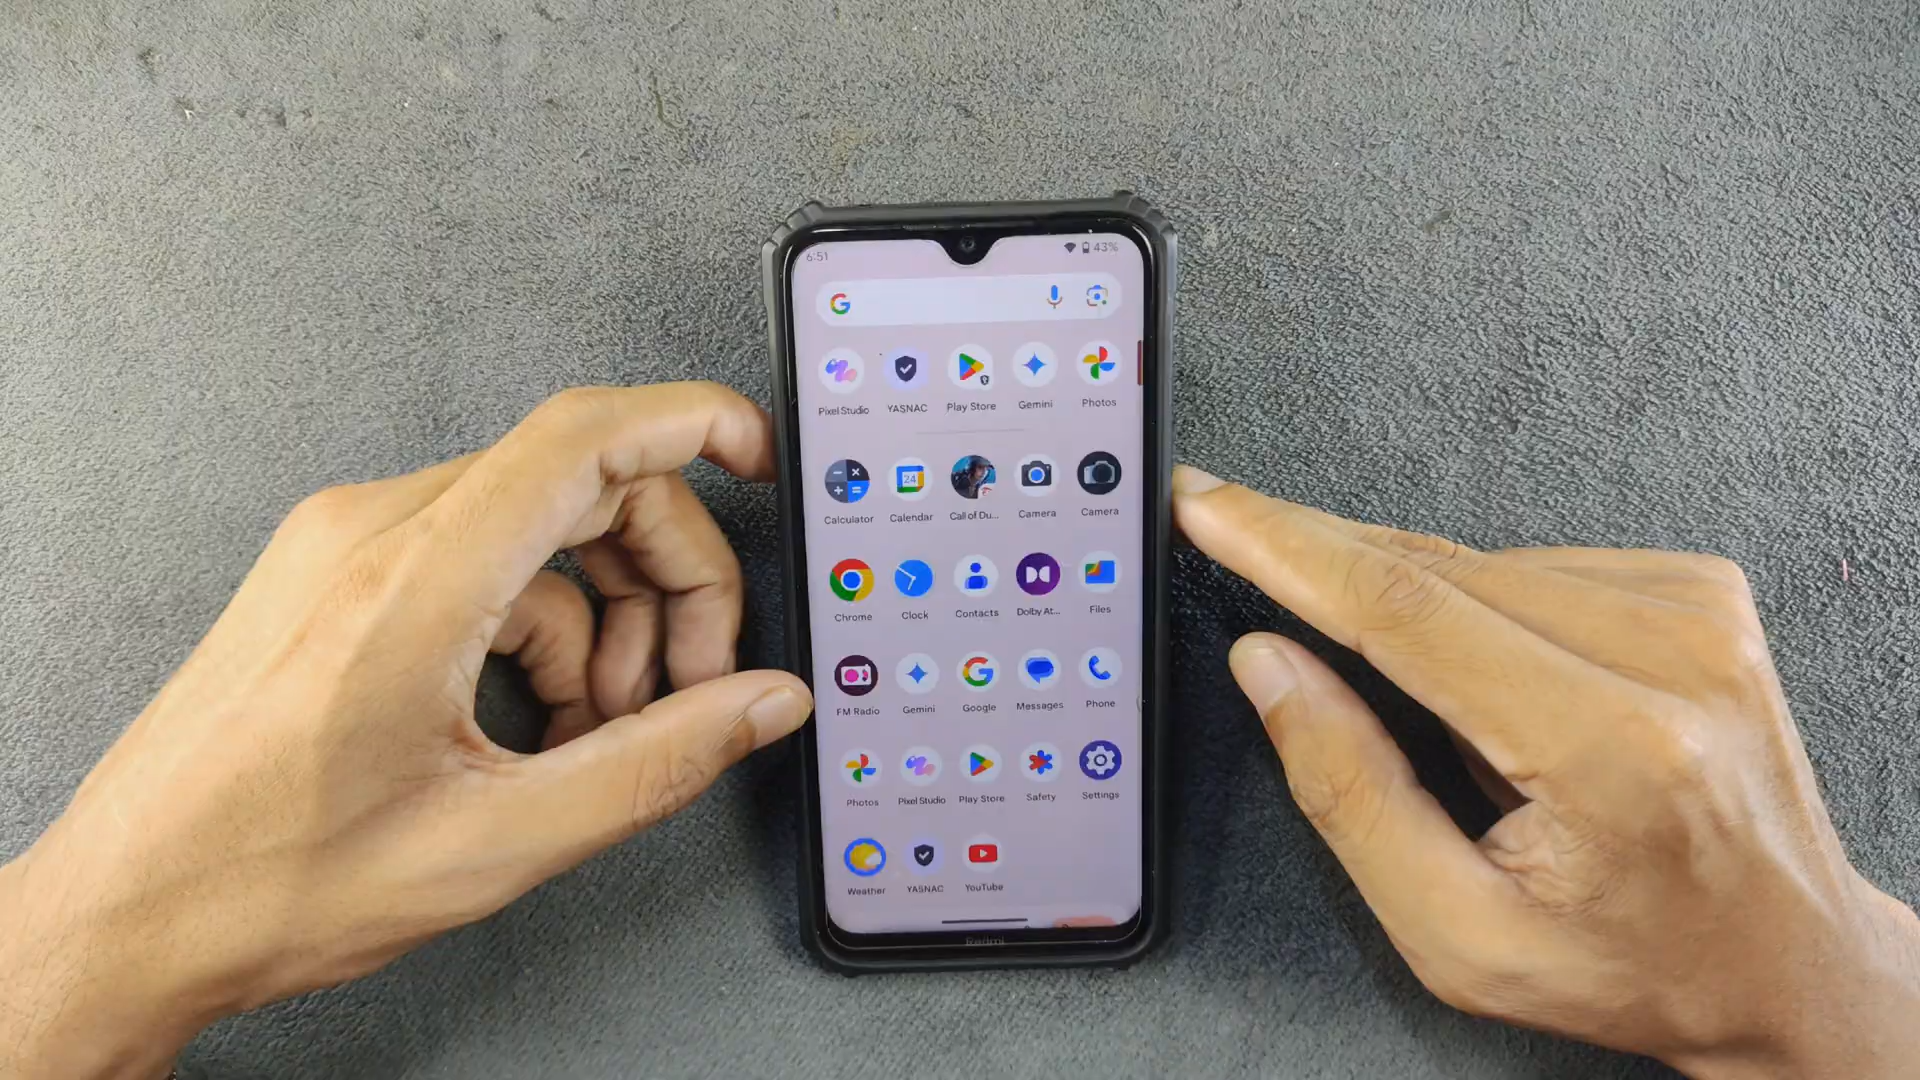 6:51 43%
Pixel Studio YASNAC Play Store Gemini Photos
Calculator Calendar Call of Du... Camera Camera
24
Chrome Clock Contacts Dolby At... Files
FM Radio Gemini Google Messages Phone
Photos Pixel Studio Play Store Safety Settings
Weather YASNAC YouTube
Redmi